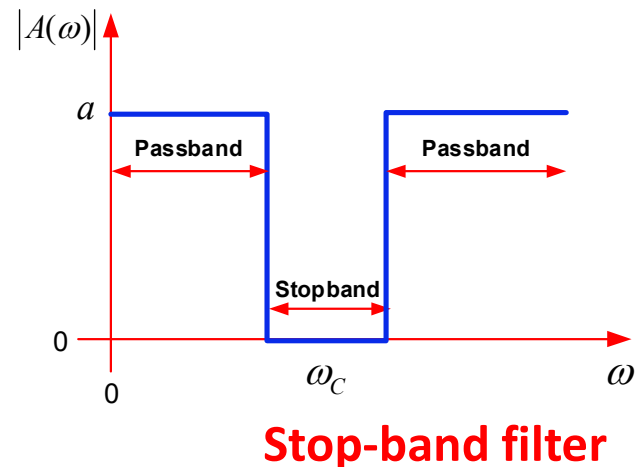 |A(ω)|
a
Passband
Passband
Stopband
0
0
ω_C
ω
Stop-band filter